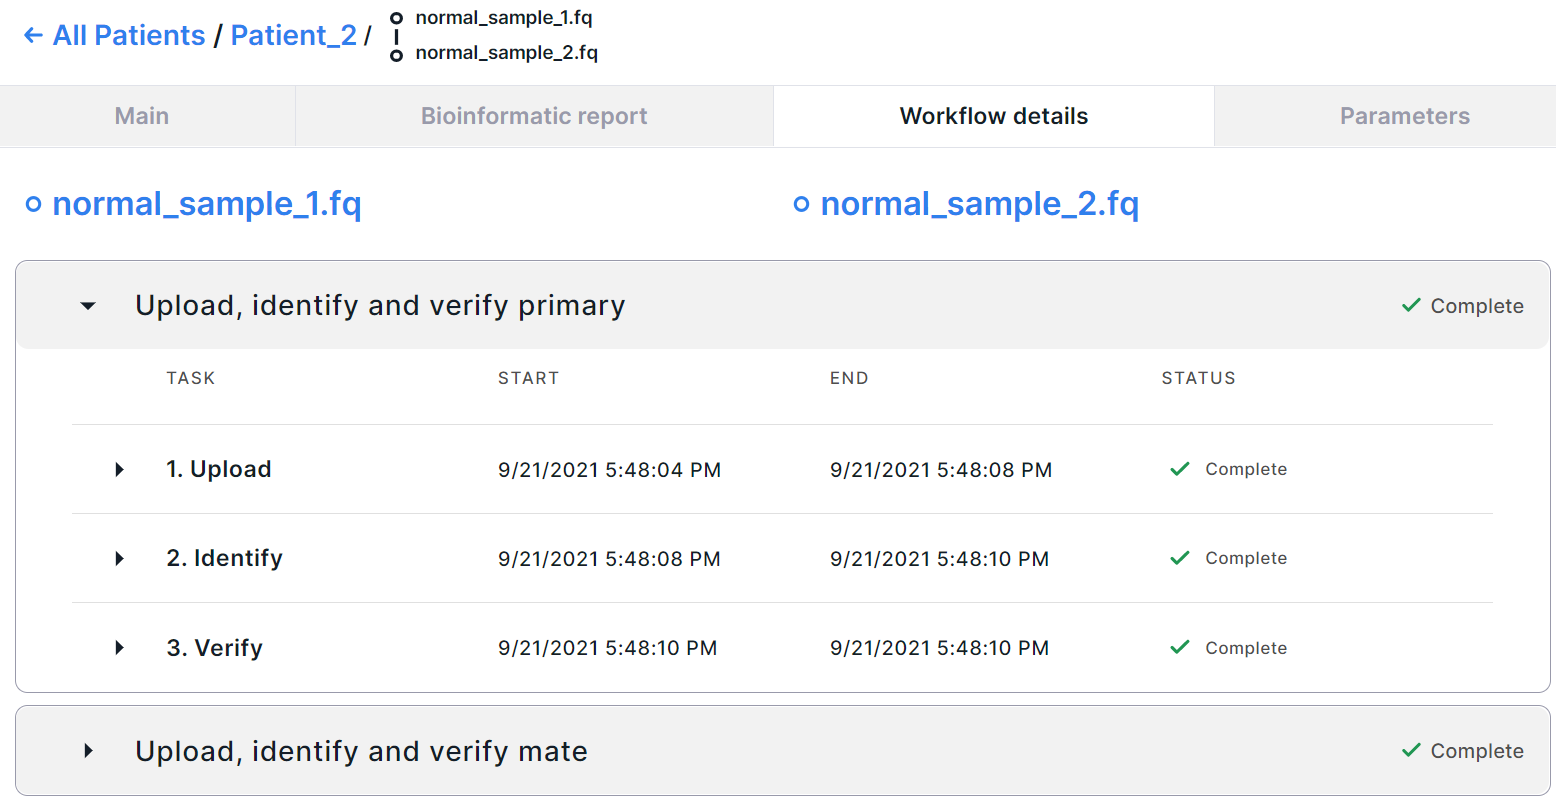 ← All Patients / Patient_2 /
normal_sample_1.fq
normal_sample_2.fq
Main Bioinformatic report Workflow details Parameters
normal_sample_1.fq normal_sample_2.fq
Upload, identify and verify primary Complete
TASK START END STATUS
1. Upload 9/21/2021 5:48:04 PM 9/21/2021 5:48:08 PM Complete
2. Identify 9/21/2021 5:48:08 PM 9/21/2021 5:48:10 PM Complete
3. Verify 9/21/2021 5:48:10 PM 9/21/2021 5:48:10 PM Complete
Upload, identify and verify mate Complete